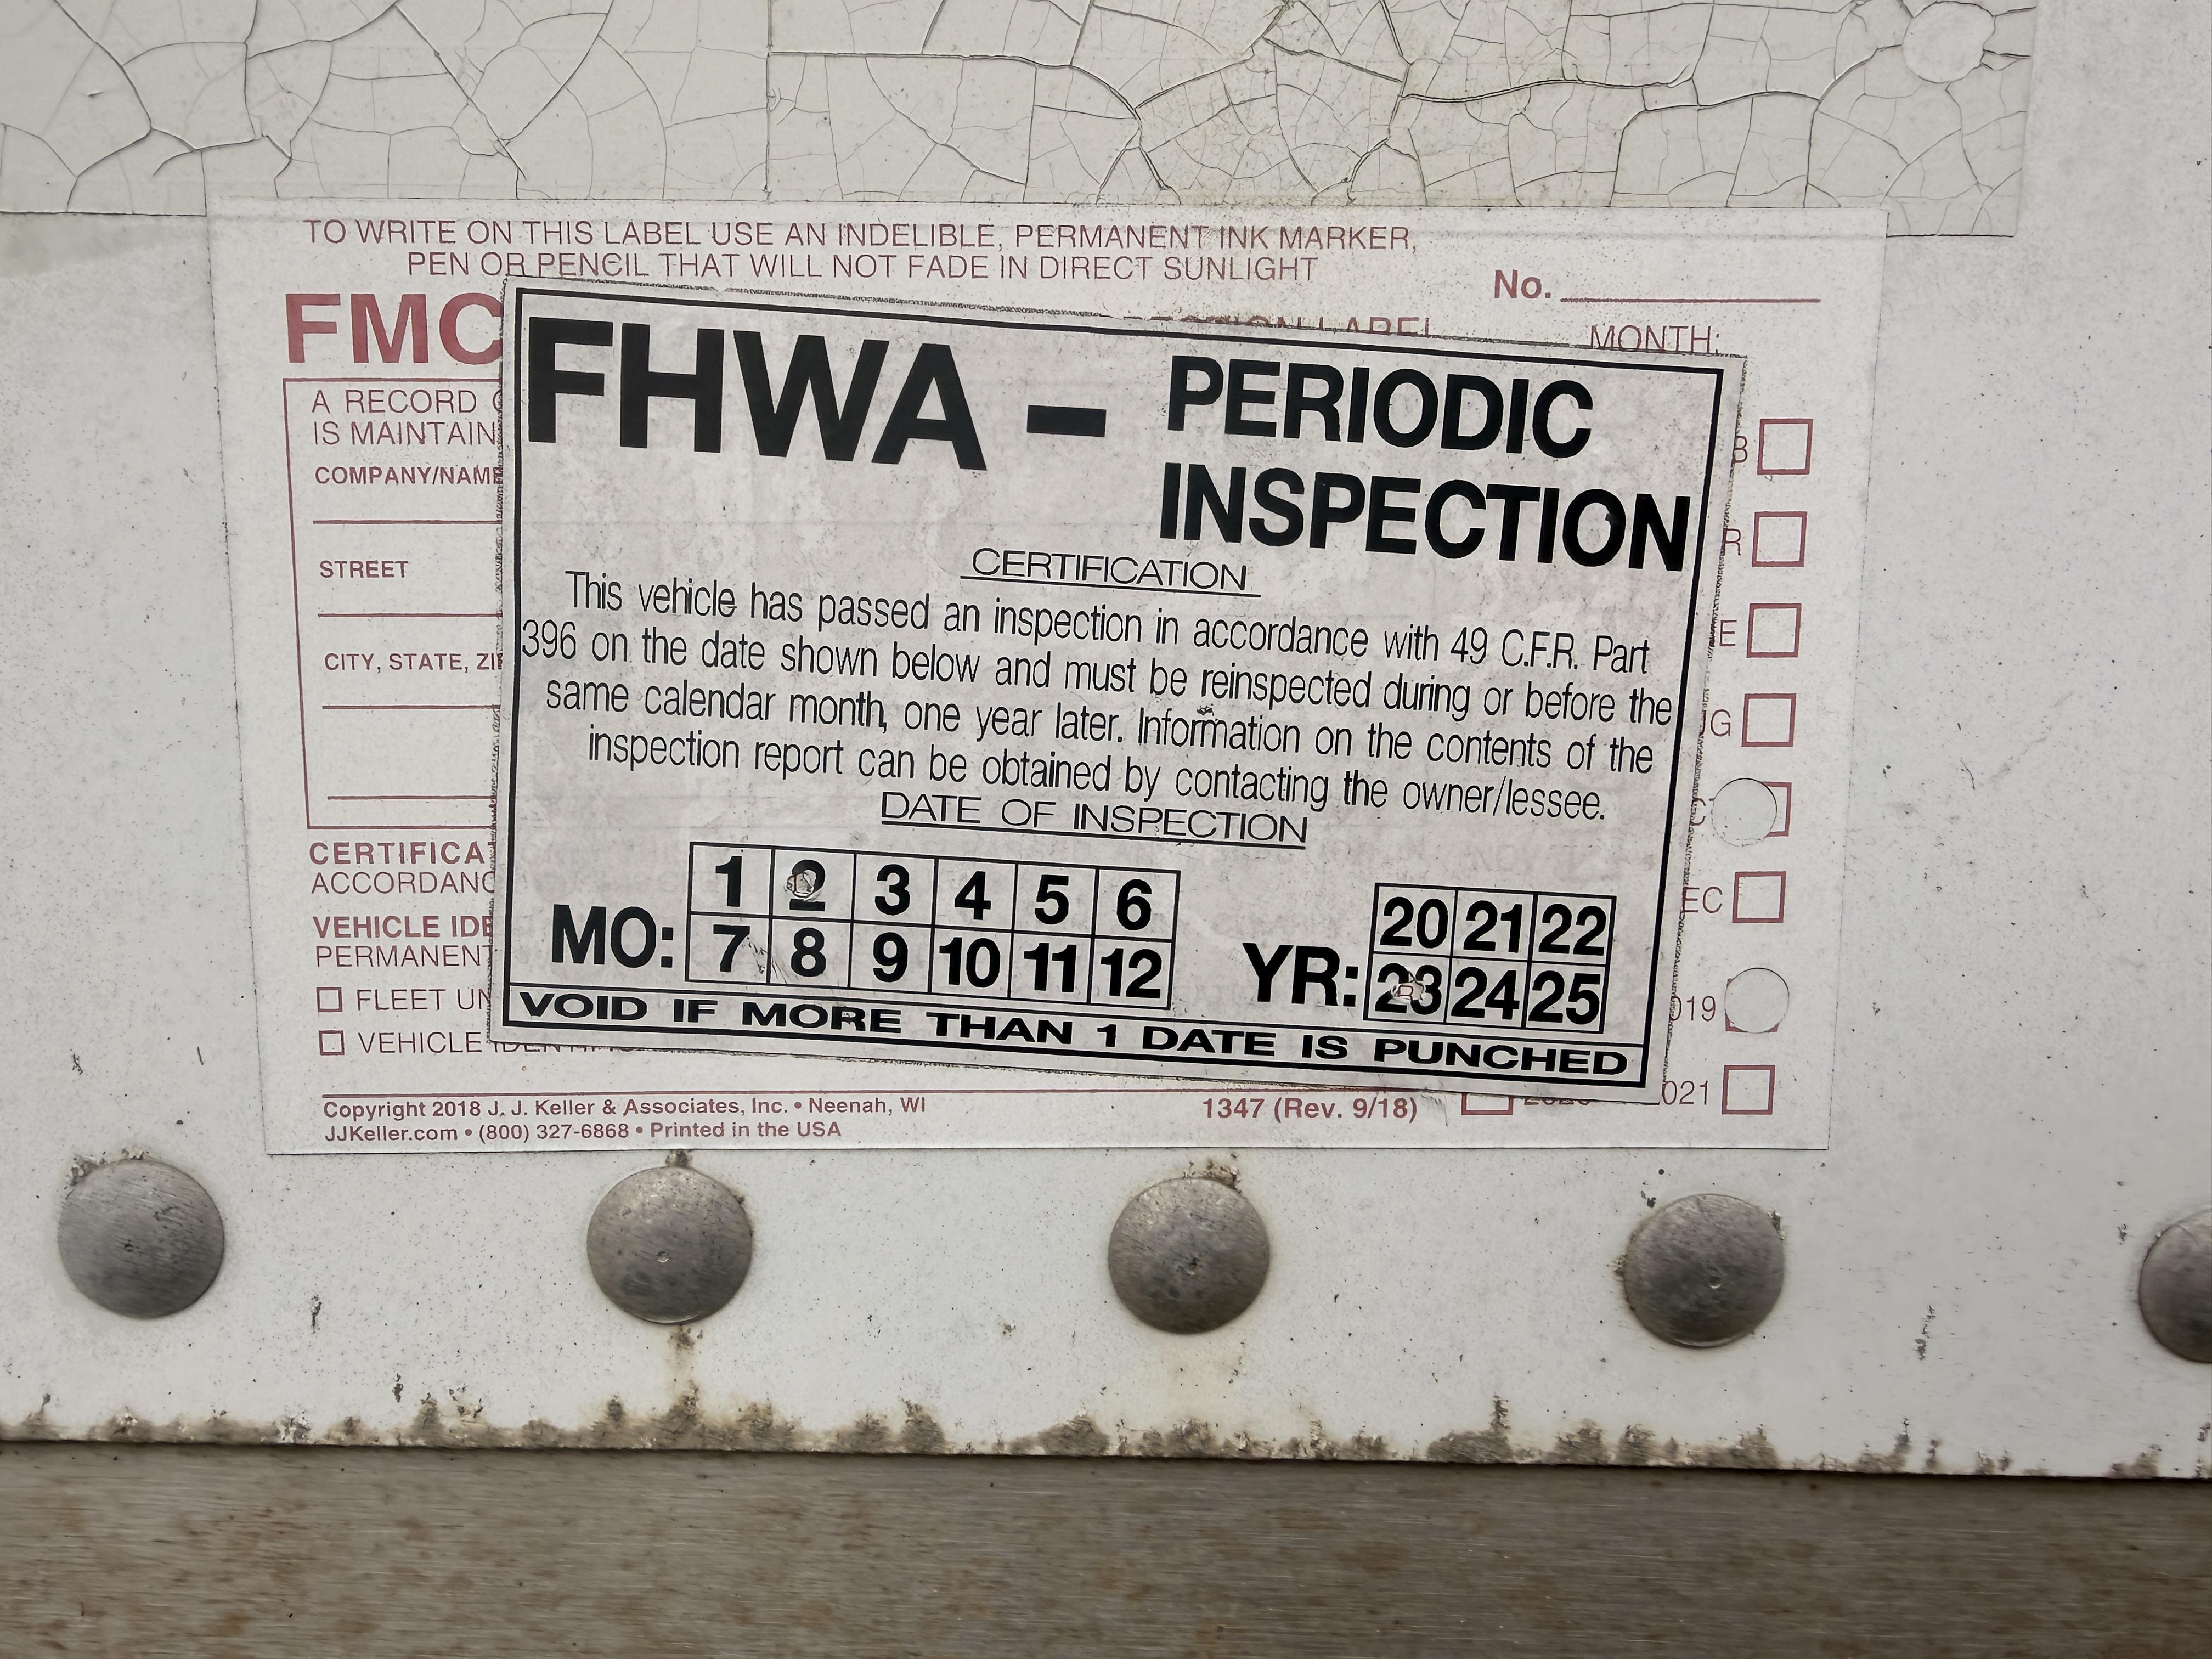 TO WRITE ON THIS LABEL USE AN INDELIBLE, PERMANENT INK MARKER,
PEN OR PENCIL THAT WILL NOT FADE IN DIRECT SUNLIGHT
No.
FMC
MONTH:
A RECORD
IS MAINTAIN
COMPANY/NAME
STREET
CITY, STATE, ZI
CERTIFICA
ACCORDANC
VEHICLE IDE
PERMANENT
FLEET UN
VEHICLE
FHWA - PERIODIC
INSPECTION
CERTIFICATION
This vehicle has passed an inspection in accordance with 49 C.F.R. Part
396 on the date shown below and must be reinspected during or before the
same calendar month, one year later. Information on the contents of the
inspection report can be obtained by contacting the owner/lessee.
DATE OF INSPECTION
MO:
1 2 3 4 5 6
7 8 9 10 11 12
YR:
20 21 22
23 24 25
VOID IF MORE THAN 1 DATE IS PUNCHED
B
R
E
G
EC
019
021
Copyright 2018 J. J. Keller & Associates, Inc. • Neenah, WI
JJKeller.com • (800) 327-6868 • Printed in the USA
1347 (Rev. 9/18)